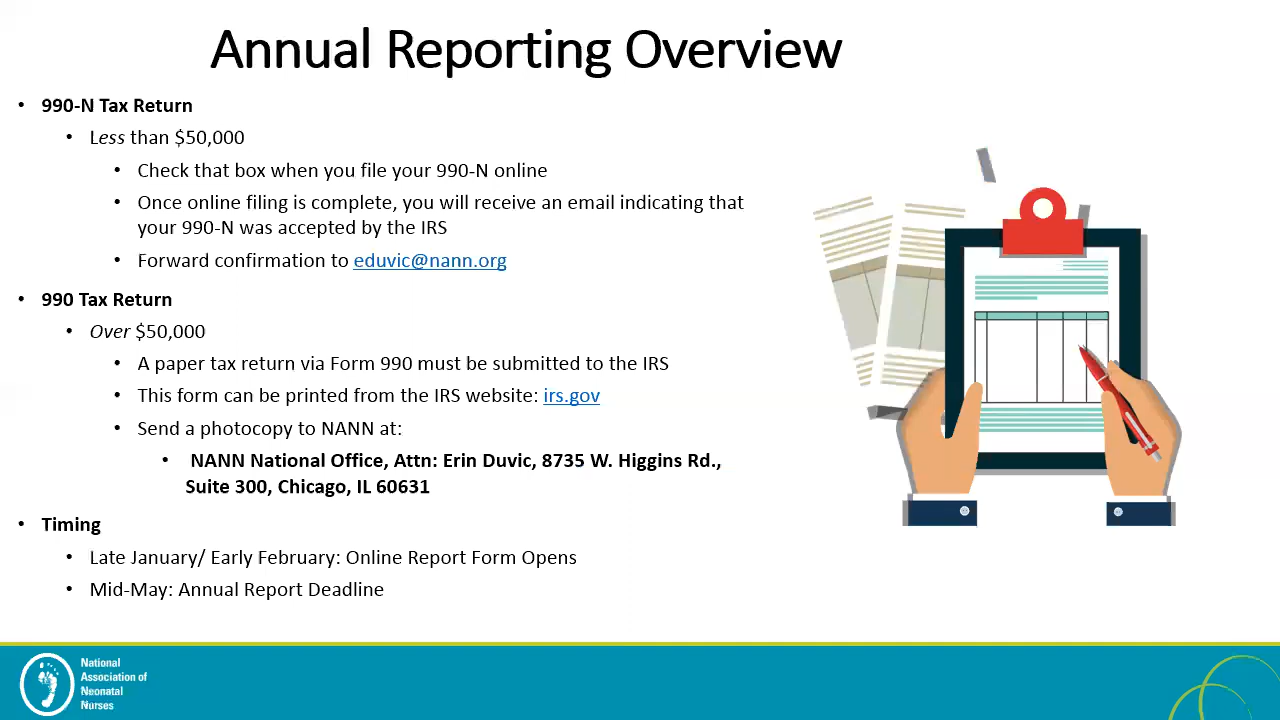 Annual Reporting Overview
• 990-N Tax Return
• Less than $50,000
• Check that box when you file your 990-N online
• Once online filing is complete, you will receive an email indicating that
your 990-N was accepted by the IRS
• Forward confirmation to eduvic@nann.org
• 990 Tax Return
• Over $50,000
• A paper tax return via Form 990 must be submitted to the IRS
• This form can be printed from the IRS website: irs.gov
• Send a photocopy to NANN at:
• NANN National Office, Attn: Erin Duvic, 8735 W. Higgins Rd.,
Suite 300, Chicago, IL 60631
• Timing
• Late January/ Early February: Online Report Form Opens
• Mid-May: Annual Report Deadline
National
Association of
Neonatal
Nurses